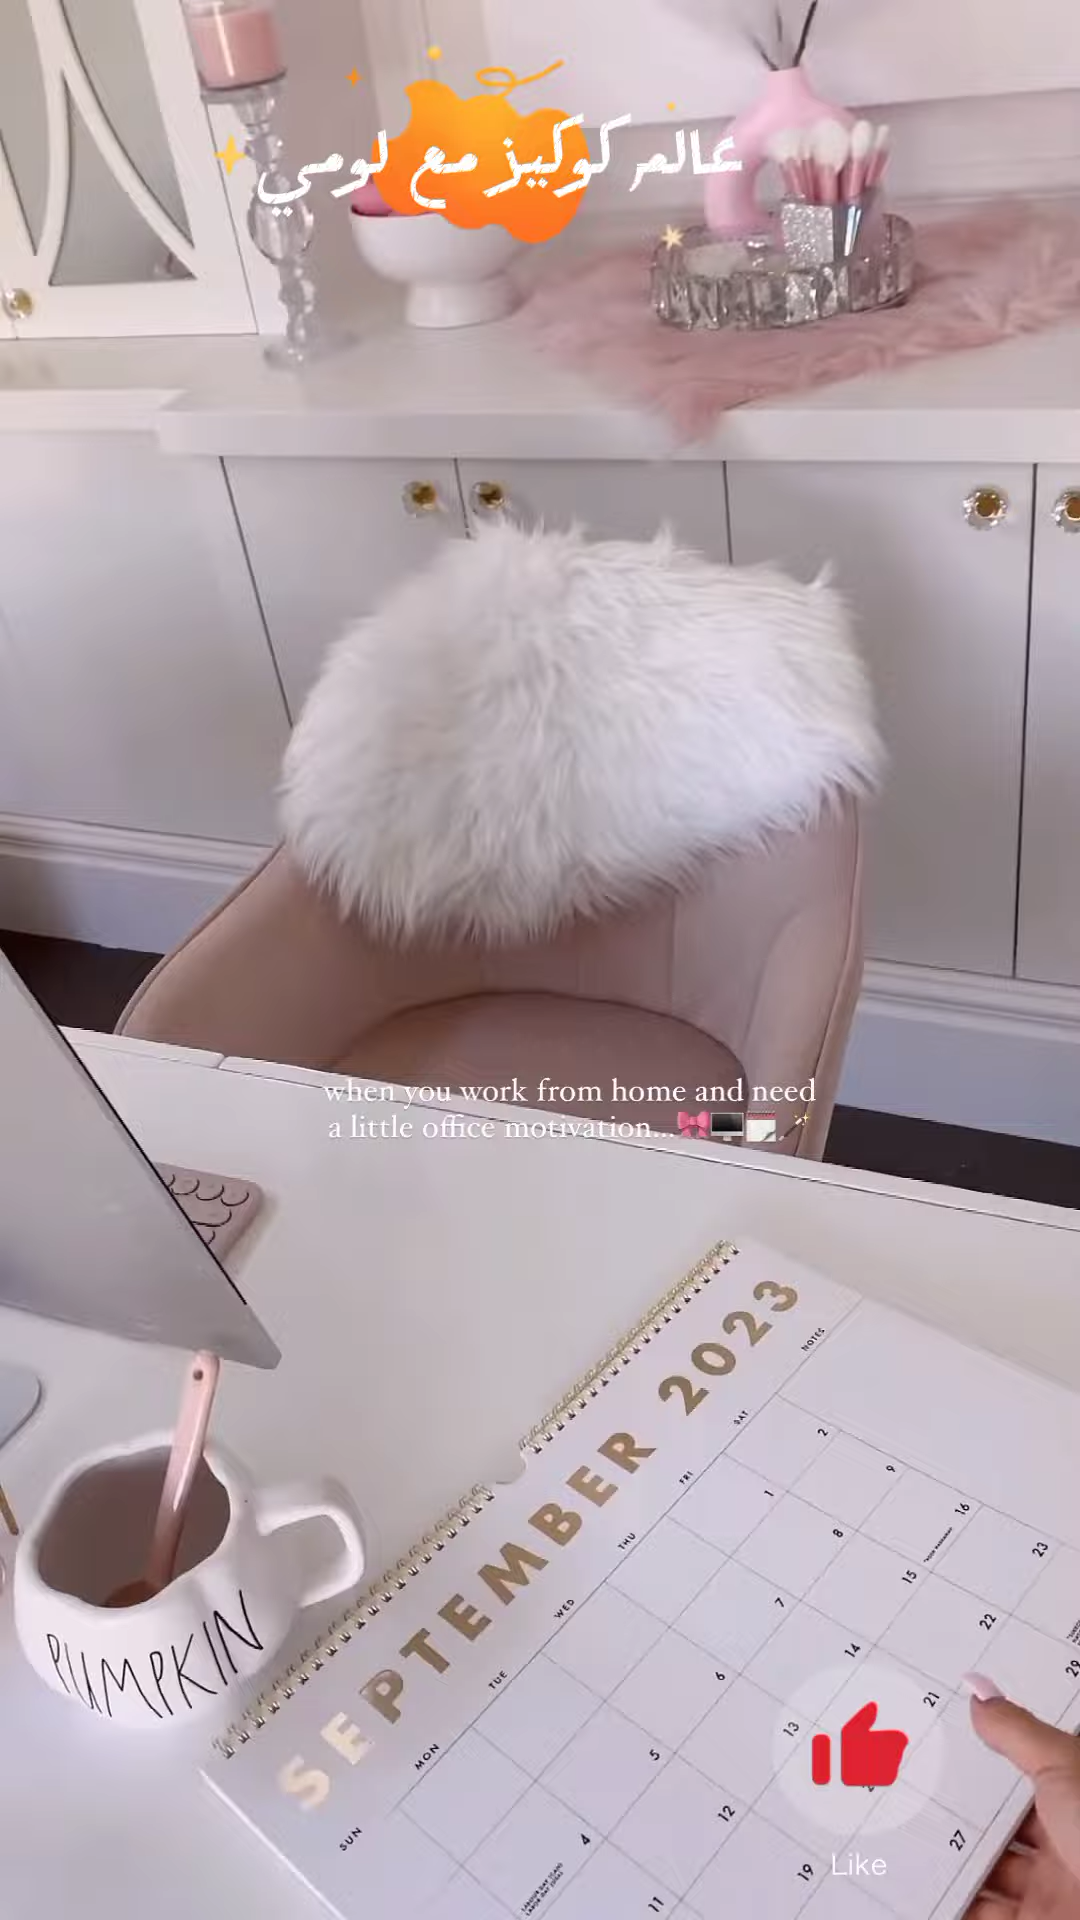 عالم كوكيز مع لومي
when you work from home and need
a little office motivation...🎀🖥️🗓️🪄
SEPTEMBER 2023
SUN MON TUE WED THU FRI SAT NOTES
1 2
4 5 6 7 8 9
11 12 13 14 15 16
19 21 22 23
27 29
PUMPKIN
Like